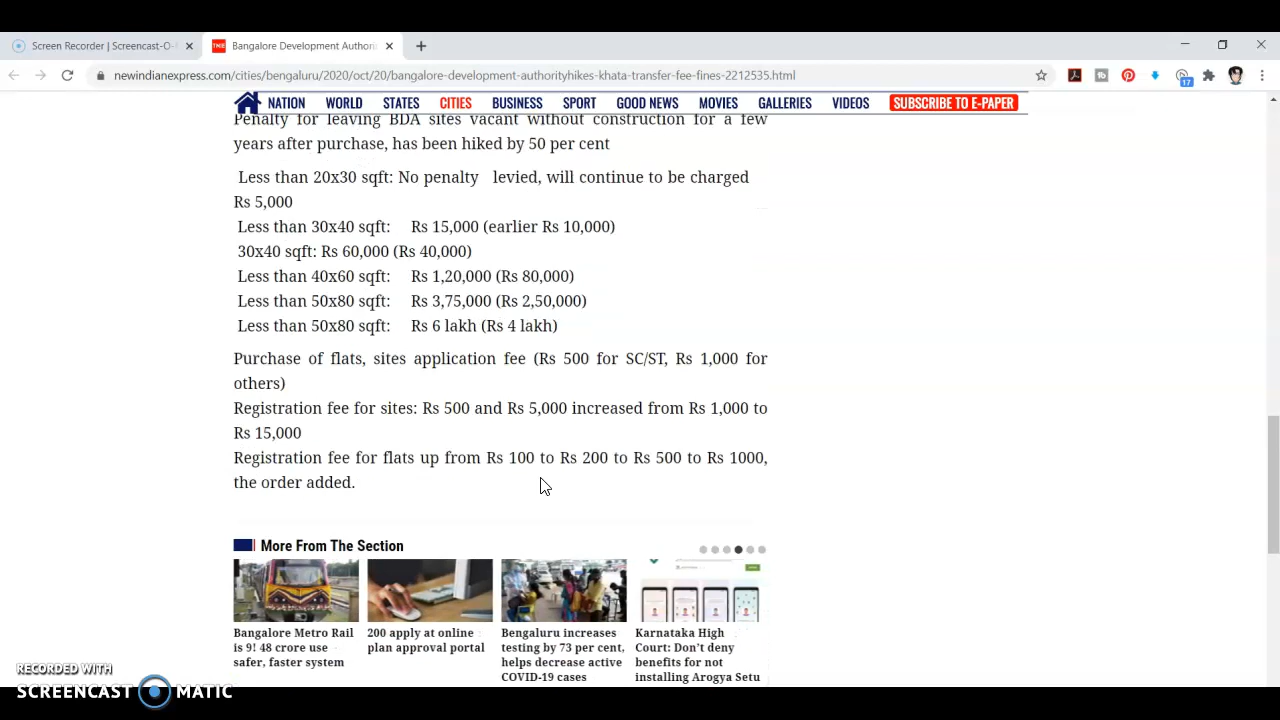 Screen Recorder | Screencast-O-
Bangalore Development Authori
newindianexpress.com/cities/bengaluru/2020/oct/20/bangalore-development-authorityhikes-khata-transfer-fee-fines-2212535.html
17
NATION WORLD STATES CITIES BUSINESS SPORT GOOD NEWS MOVIES GALLERIES VIDEOS SUBSCRIBE TO E-PAPER
Penalty for leaving BDA sites vacant without construction for a few
years after purchase, has been hiked by 50 per cent
Less than 20x30 sqft: No penalty levied, will continue to be charged
Rs 5,000
Less than 30x40 sqft: Rs 15,000 (earlier Rs 10,000)
30x40 sqft: Rs 60,000 (Rs 40,000)
Less than 40x60 sqft: Rs 1,20,000 (Rs 80,000)
Less than 50x80 sqft: Rs 3,75,000 (Rs 2,50,000)
Less than 50x80 sqft: Rs 6 lakh (Rs 4 lakh)
Purchase of flats, sites application fee (Rs 500 for SC/ST, Rs 1,000 for
others)
Registration fee for sites: Rs 500 and Rs 5,000 increased from Rs 1,000 to
Rs 15,000
Registration fee for flats up from Rs 100 to Rs 200 to Rs 500 to Rs 1000,
the order added.
More From The Section
Bangalore Metro Rail
is 9! 48 crore use
safer, faster system
200 apply at online
plan approval portal
Bengaluru increases
testing by 73 per cent,
helps decrease active
COVID-19 cases
Karnataka High
Court: Don't deny
benefits for not
installing Arogya Setu
RECORDED WITH
SCREENCAST MATIC